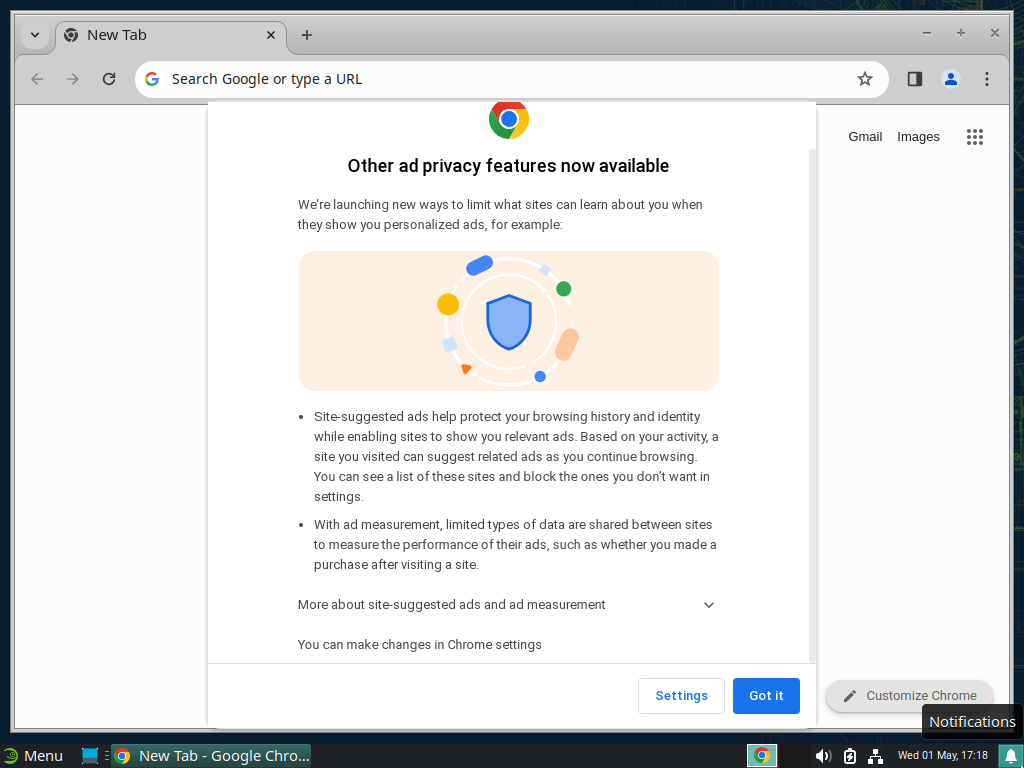 New Tab
Search Google or type a URL
Gmail Images
Other ad privacy features now available
We’re launching new ways to limit what sites can learn about you when
they show you personalized ads, for example:
• Site-suggested ads help protect your browsing history and identity
while enabling sites to show you relevant ads. Based on your activity, a
site you visited can suggest related ads as you continue browsing.
You can see a list of these sites and block the ones you don’t want in
settings.
• With ad measurement, limited types of data are shared between sites
to measure the performance of their ads, such as whether you made a
purchase after visiting a site.
More about site-suggested ads and ad measurement
You can make changes in Chrome settings
Settings Got it
Customize Chrome
Notifications
Menu New Tab - Google Chro... Wed 01 May, 17:18